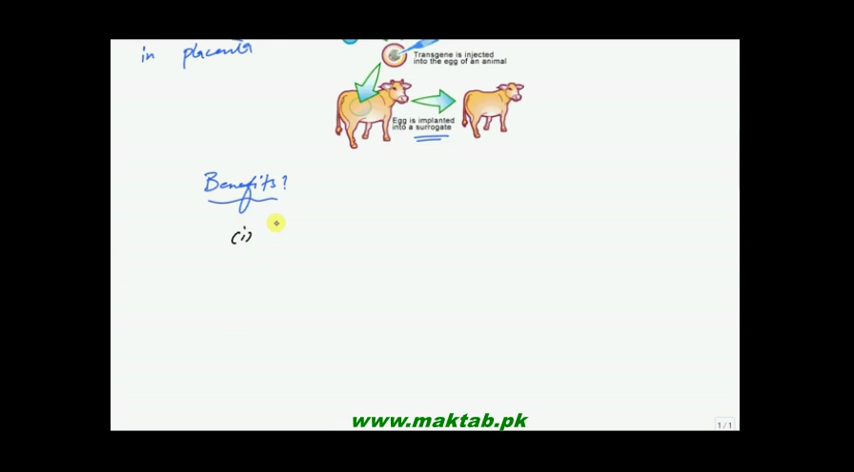 in placenta
Transgene is injected
into the egg of an animal
Egg is implanted
into a surrogate
Benefits?
(i)
www.maktab.pk
1/1